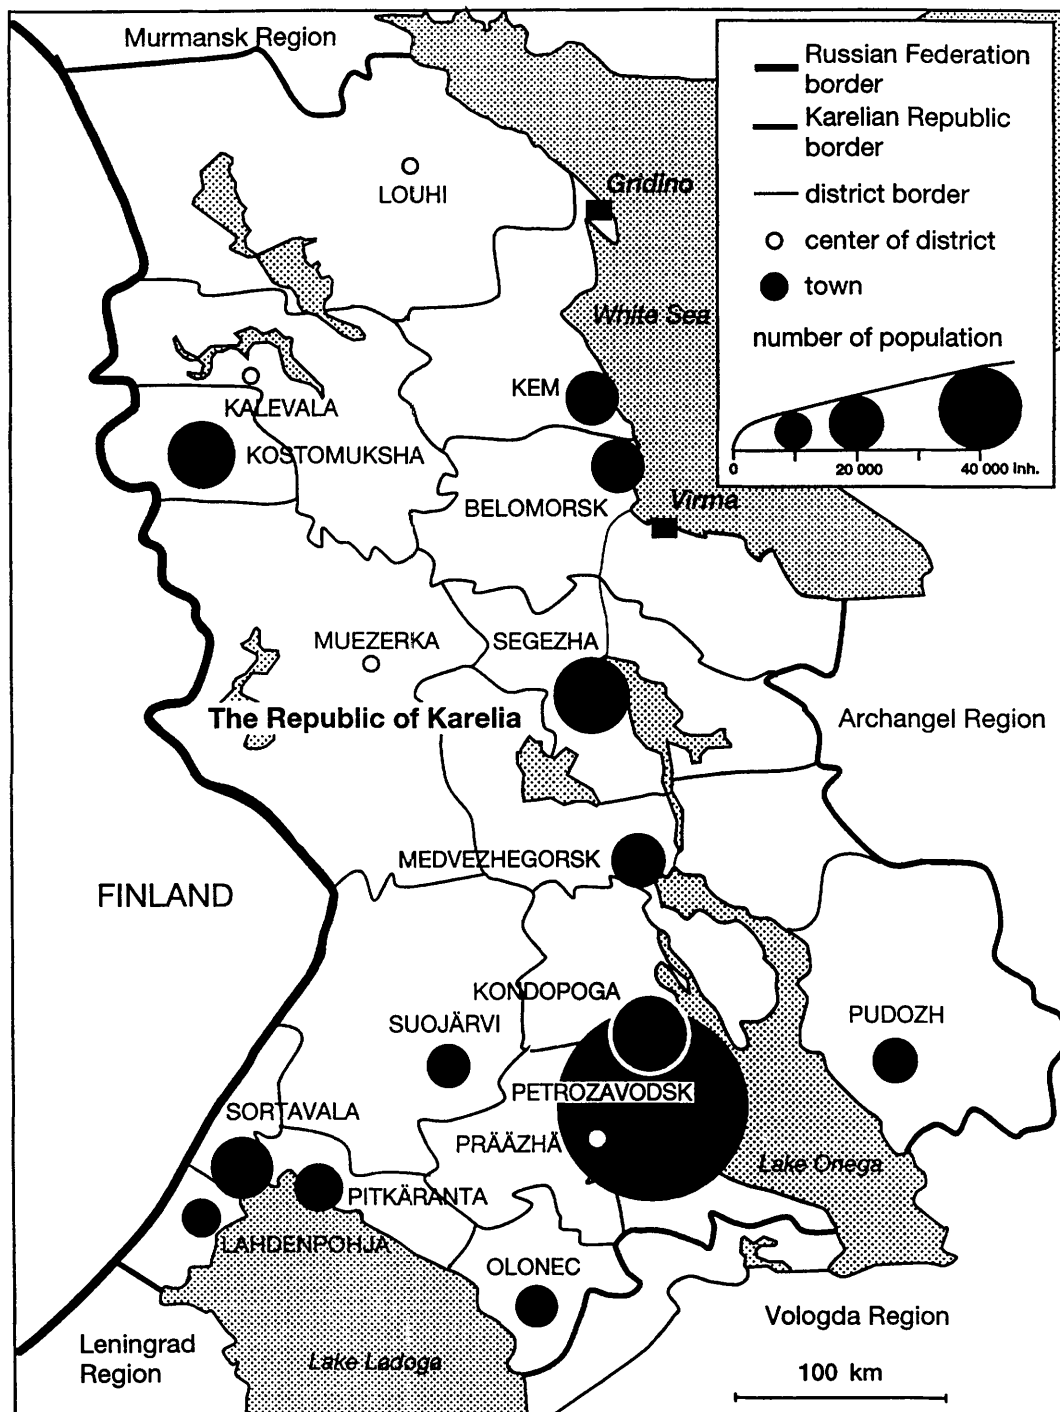 Murmansk Region
Russian Federation
border
Karelian Republic
border
district border
center of district
town
number of population
0
20 000
40 000 Inh.
LOUHI
Gridino
White Sea
KEM
KALEVALA
KOSTOMUKSHA
BELOMORSK
Virma
MUEZERKA
SEGEZHA
The Republic of Karelia
Archangel Region
MEDVEZHEGORSK
FINLAND
KONDOPOGA
SUOJÄRVI
PUDOZH
PETROZAVODSK
SORTAVALA
PRÄÄZHÄ
Lake Onega
PITKÄRANTA
LAHDENPOHJA
OLONEC
Vologda Region
Leningrad
Region
Lake Ladoga
100 km